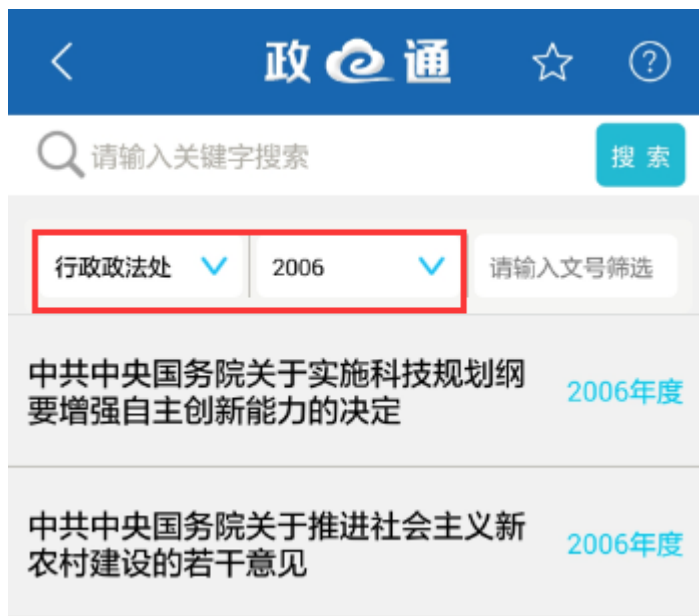 政e通
请输入关键字搜索
搜 索
行政政法处 2006 请输入文号筛选
中共中央国务院关于实施科技规划纲
要增强自主创新能力的决定
2006年度
中共中央国务院关于推进社会主义新
农村建设的若干意见
2006年度